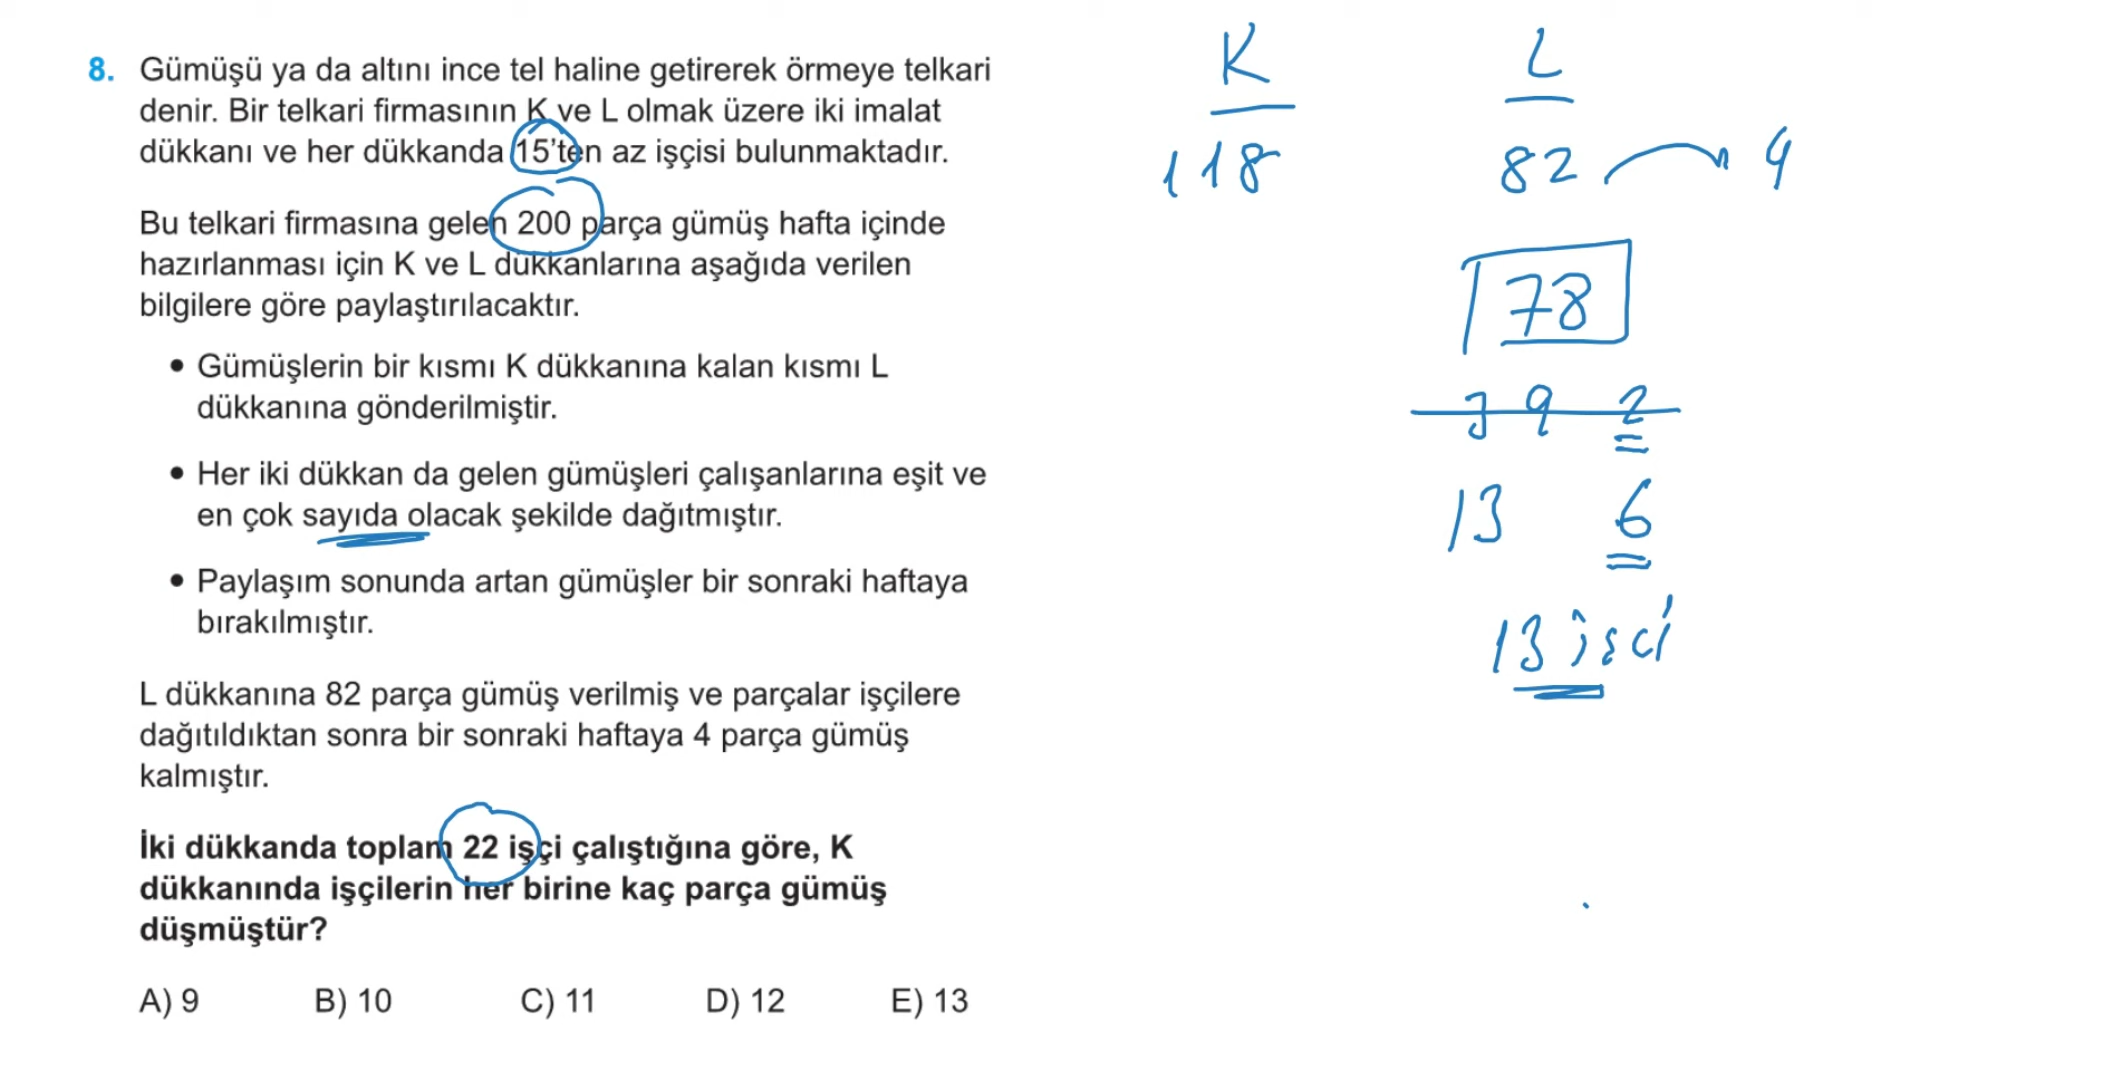 8. Gümüşü ya da altını ince tel haline getirerek örmeye telkari
denir. Bir telkari firmasının K ve L olmak üzere iki imalat
dükkanı ve her dükkanda 15'ten az işçisi bulunmaktadır.
Bu telkari firmasına gelen 200 parça gümüş hafta içinde
hazırlanması için K ve L dükkanlarına aşağıda verilen
bilgilere göre paylaştırılacaktır.
• Gümüşlerin bir kısmı K dükkanına kalan kısmı L
dükkanına gönderilmiştir.
• Her iki dükkan da gelen gümüşleri çalışanlarına eşit ve
en çok sayıda olacak şekilde dağıtmıştır.
• Paylaşım sonunda artan gümüşler bir sonraki haftaya
bırakılmıştır.
L dükkanına 82 parça gümüş verilmiş ve parçalar işçilere
dağıtıldıktan sonra bir sonraki haftaya 4 parça gümüş
kalmıştır.
İki dükkanda toplam 22 işçi çalıştığına göre, K
dükkanında işçilerin her birine kaç parça gümüş
düşmüştür?
A) 9 B) 10 C) 11 D) 12 E) 13
K L
118 82 4
78
39 2
13 6
13 işçi